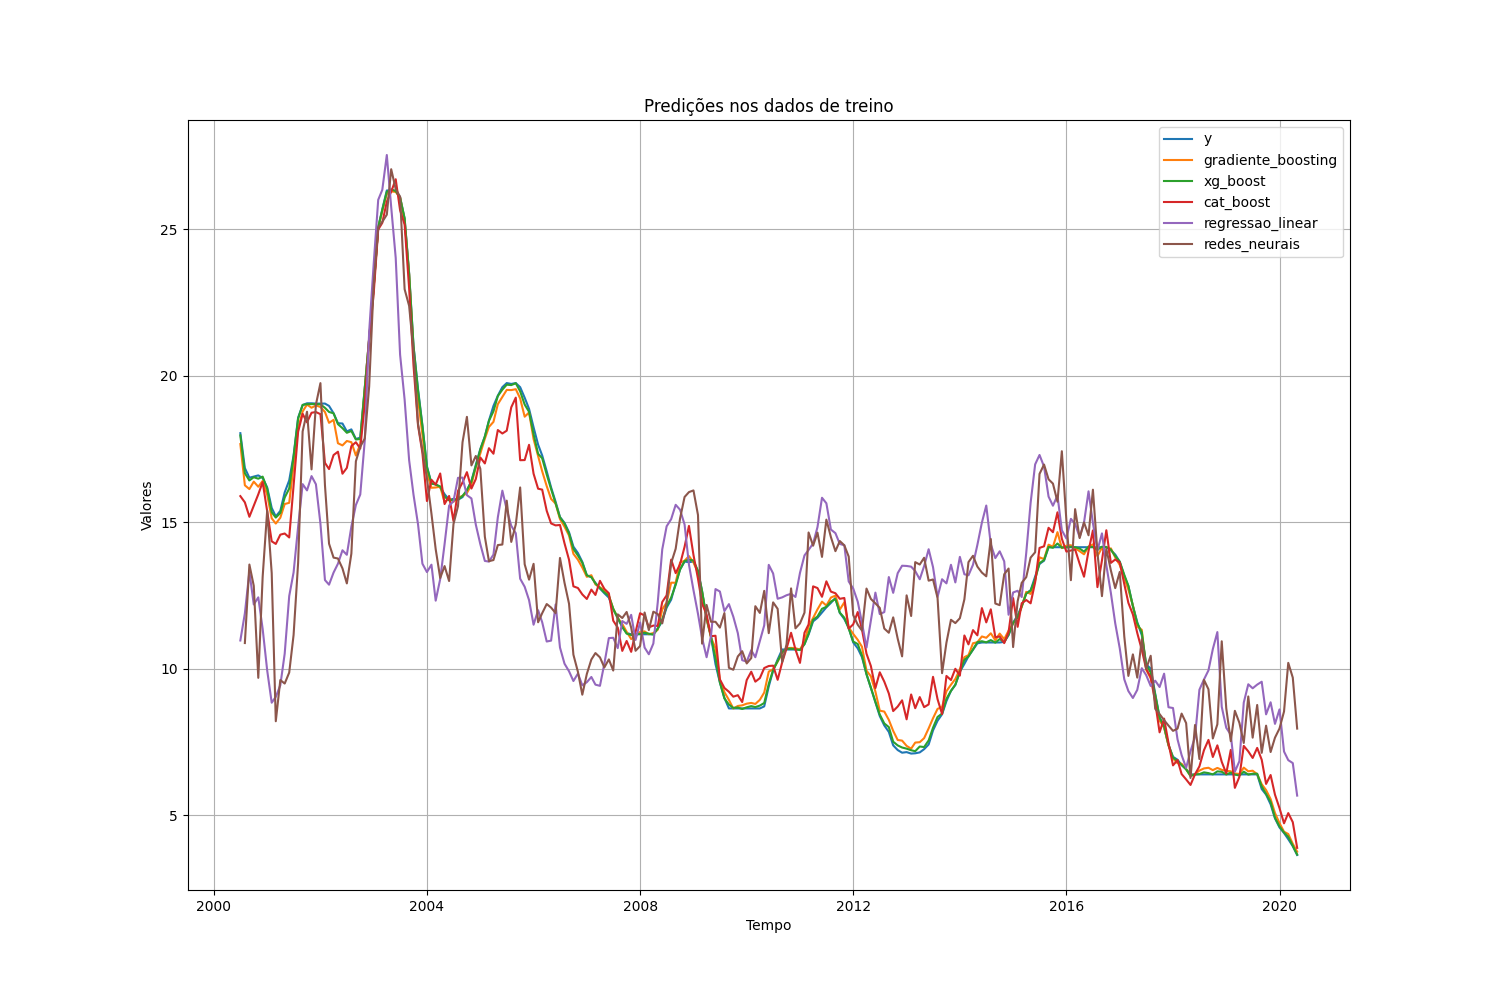 Predições nos dados de treino
y
gradiente_boosting
xg_boost
cat_boost
regressao_linear
redes_neurais
Valores
25
20
15
10
5
2000
2004
2008
2012
2016
2020
Tempo